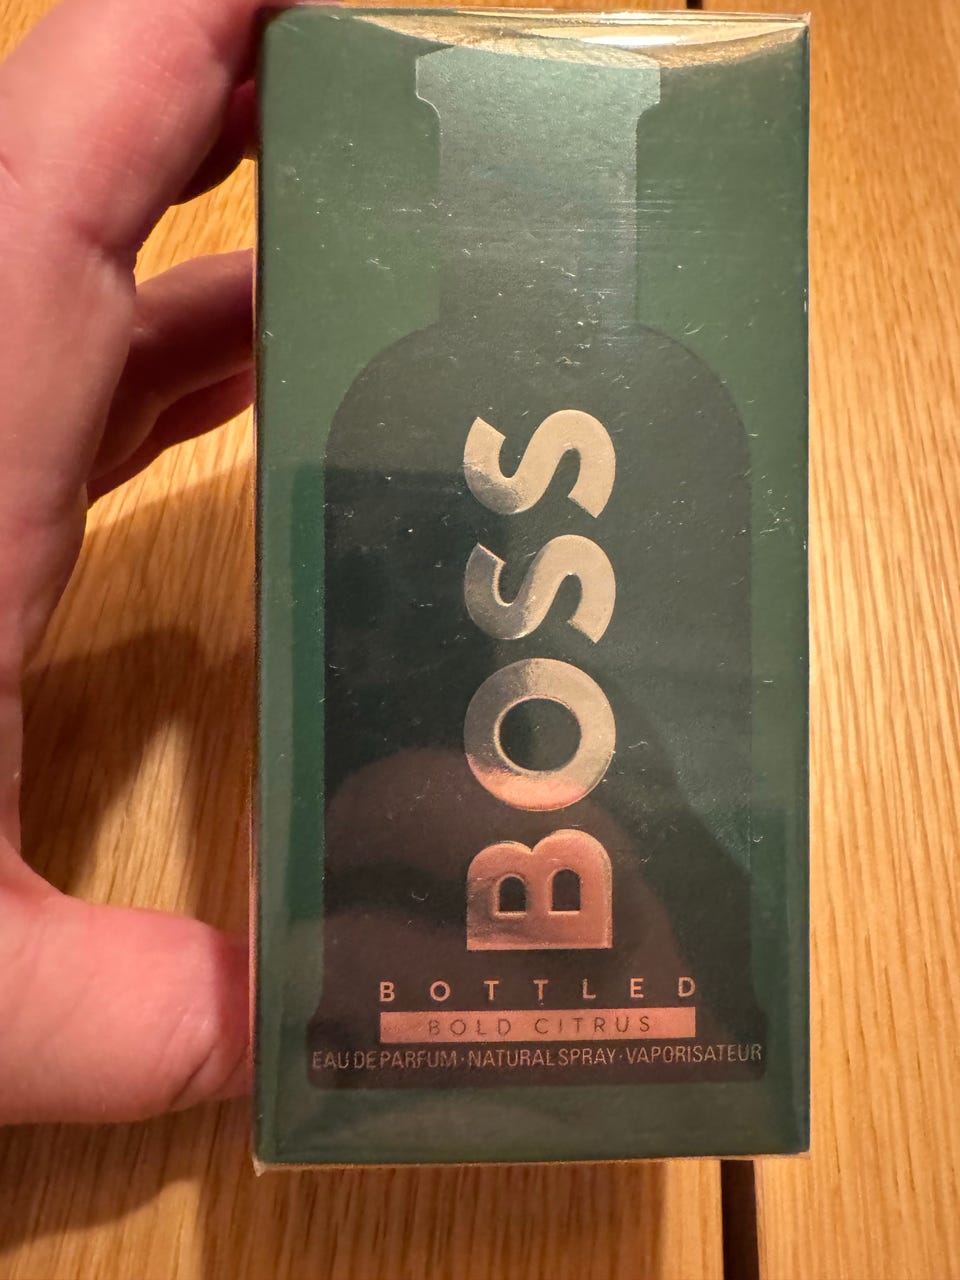 BOSS
BOTTLED
BOLD CITRUS
EAU DE PARFUM · NATURAL SPRAY · VAPORISATEUR